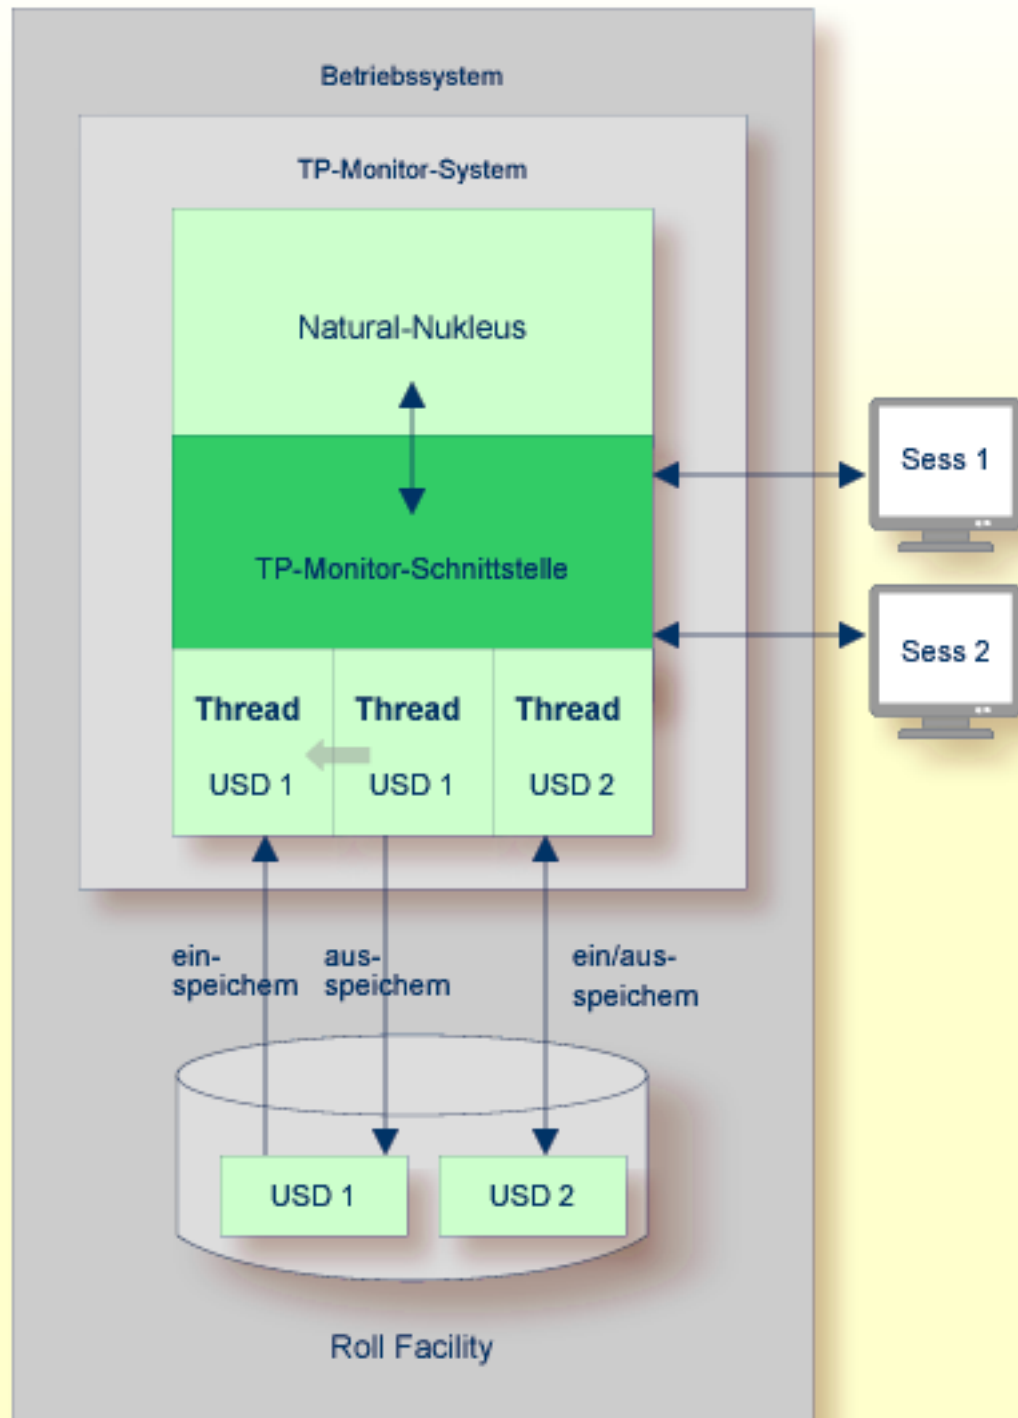 Betriebssystem
TP-Monitor-System
Natural-Nukleus
TP-Monitor-Schnittstelle
Sess 1
Sess 2
Thread
USD 1
Thread
USD 1
Thread
USD 2
ein-
speichern
aus-
speichern
ein/aus-
speichern
USD 1
USD 2
Roll Facility